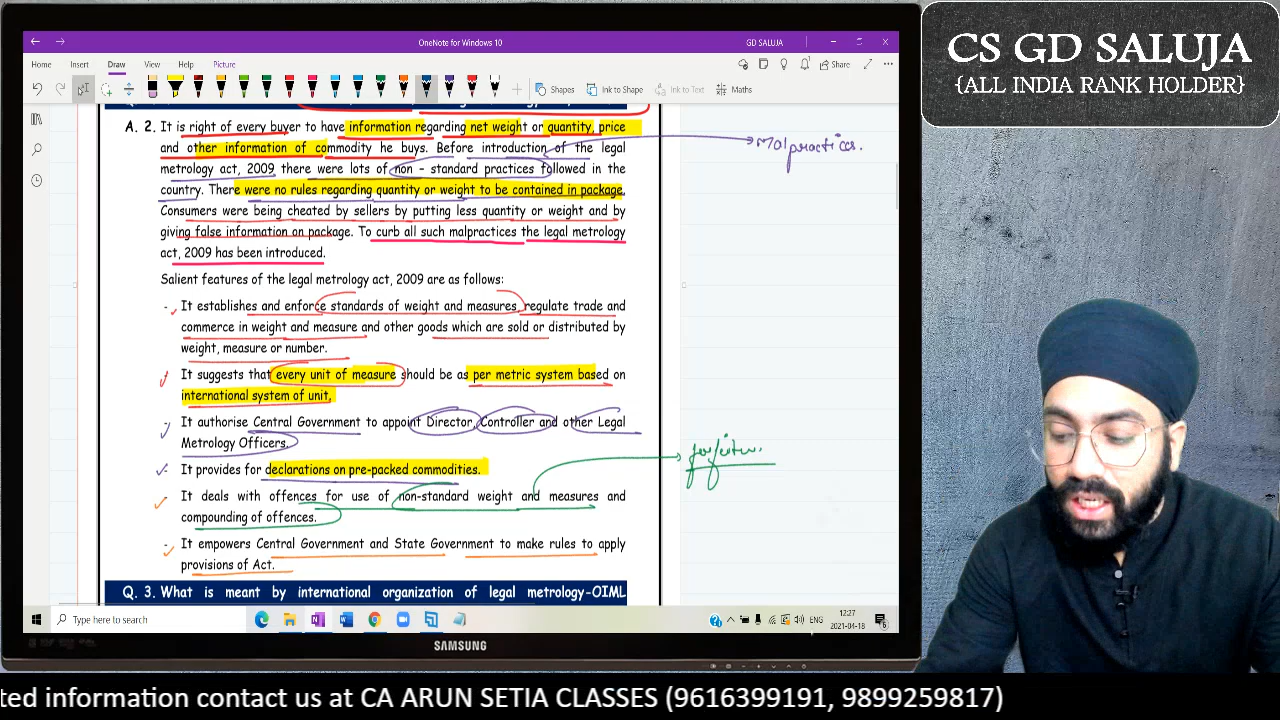 OneNote for Windows 10
GD SALUJA
Home Insert Draw View Help Picture
Share
Shapes Ink to Shape Ink to Text Maths
A. 2. It is right of every buyer to have information regarding net weight or quantity, price
and other information of commodity he buys. Before introduction of the legal
metrology act, 2009 there were lots of non - standard practices followed in the
country. There were no rules regarding quantity or weight to be contained in package.
Consumers were being cheated by sellers by putting less quantity or weight and by
giving false information on package. To curb all such malpractices the legal metrology
act, 2009 has been introduced.
Malpractices.
Salient features of the legal metrology act, 2009 are as follows:
- It establishes and enforce standards of weight and measures, regulate trade and
commerce in weight and measure and other goods which are sold or distributed by
weight, measure or number.
- It suggests that every unit of measure should be as per metric system based on
international system of unit.
- It authorise Central Government to appoint Director, Controller and other Legal
Metrology Officers.
- It provides for declarations on pre-packed commodities.
- It deals with offences for use of non-standard weight and measures and
compounding of offences.
- It empowers Central Government and State Government to make rules to apply
provisions of Act.
Q. 3. What is meant by international organization of legal metrology-OIML
Type here to search
ENG
12:27
2021-04-18
SAMSUNG
CS GD SALUJA
{ALL INDIA RANK HOLDER}
ted information contact us at CA ARUN SETIA CLASSES (9616399191, 9899259817)